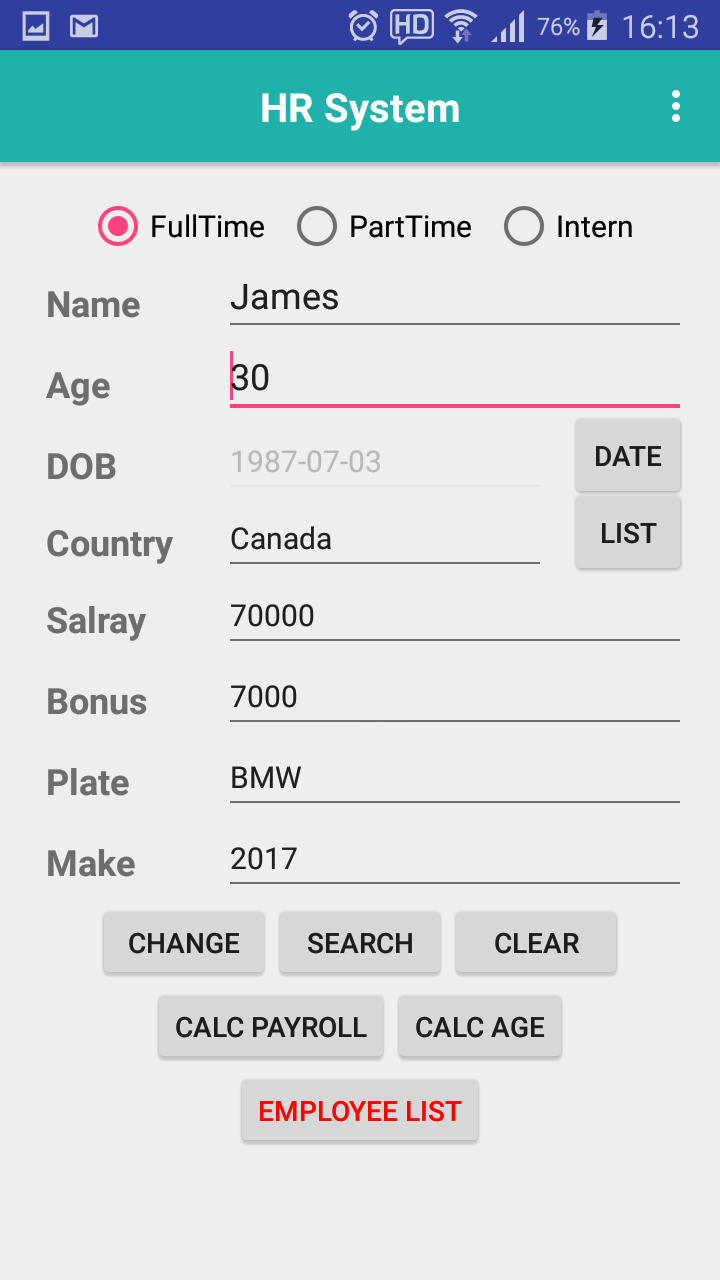 HD 76% 16:13
HR System
FullTime PartTime Intern
Name James
Age 30
DOB 1987-07-03 DATE
Country Canada LIST
Salray 70000
Bonus 7000
Plate BMW
Make 2017
CHANGE SEARCH CLEAR
CALC PAYROLL CALC AGE
EMPLOYEE LIST